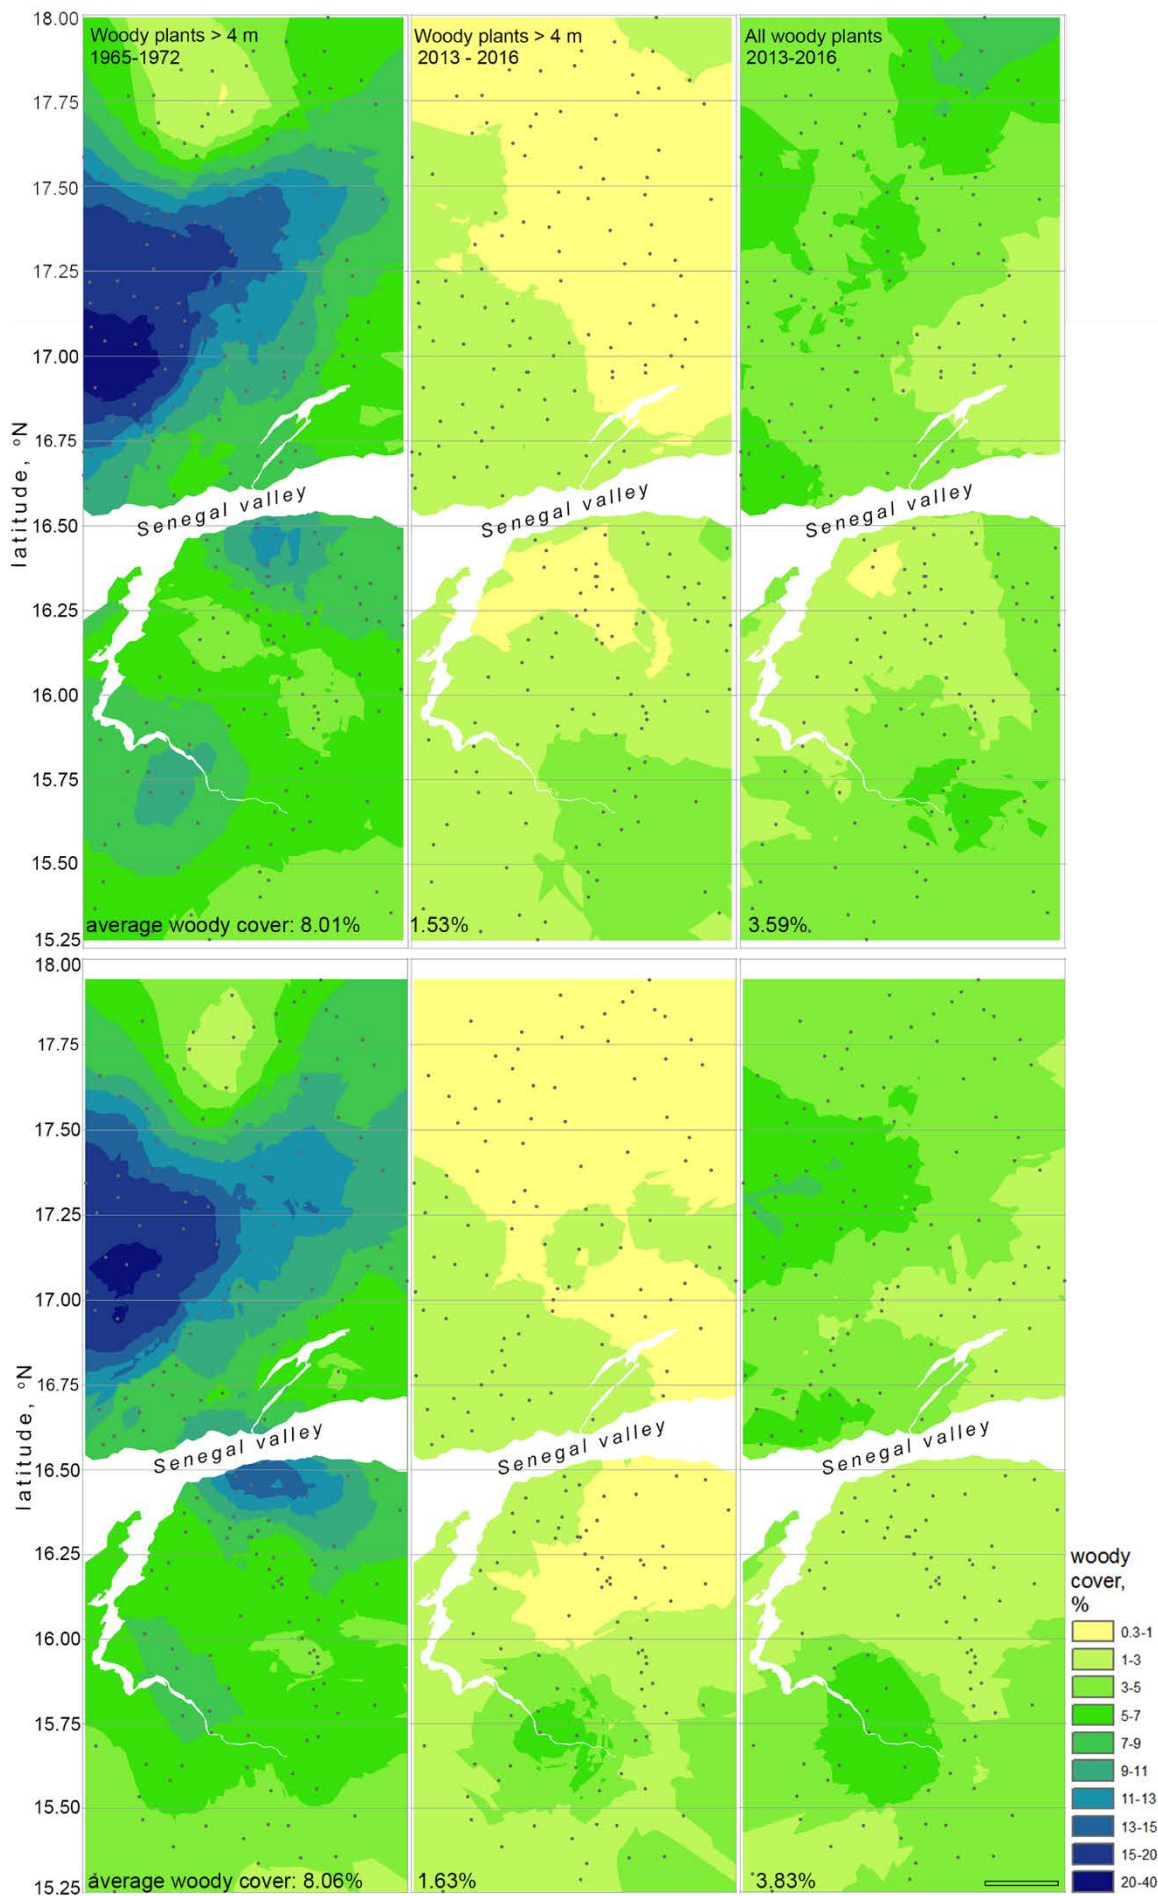 Woody plants > 4 m
1965-1972
Woody plants > 4 m
2013 - 2016
All woody plants
2013-2016
18.00
17.75
17.50
17.25
17.00
16.75
16.50
16.25
16.00
15.75
15.50
15.25
latitude, °N
Senegal valley
Senegal valley
Senegal valley
average woody cover: 8.01%
1.53%
3.59%
18.00
17.75
17.50
17.25
17.00
16.75
16.50
16.25
16.00
15.75
15.50
15.25
latitude, °N
Senegal valley
Senegal valley
Senegal valley
average woody cover: 8.06%
1.63%
3.83%
woody
cover,
%
0.3-1
1-3
3-5
5-7
7-9
9-11
11-13
13-15
15-20
20-40